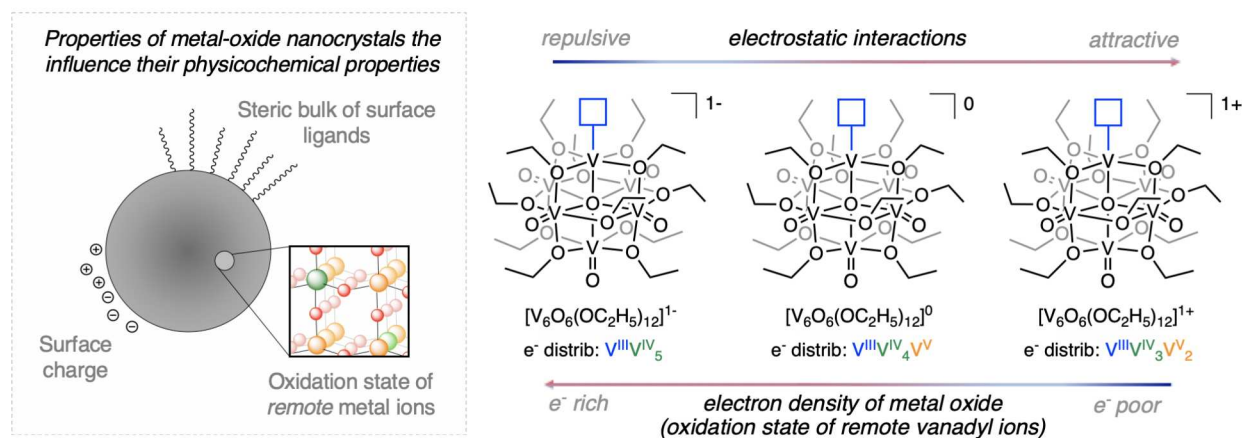 Properties of metal-oxide nanocrystals the
influence their physicochemical properties
Steric bulk of surface
ligands
Surface
charge
Oxidation state of
remote metal ions
repulsive electrostatic interactions attractive
1- 0 1+
[V₆O₆(OC₂H₅)₁₂]¹⁻ [V₆O₆(OC₂H₅)₁₂]⁰ [V₆O₆(OC₂H₅)₁₂]¹⁺
e⁻ distrib: VᴵᴵᴵVᴵⱽ₅ e⁻ distrib: VᴵᴵᴵVᴵⱽ₄Vⱽ e⁻ distrib: VᴵᴵᴵVᴵⱽ₃Vⱽ₂
e⁻ rich electron density of metal oxide e⁻ poor
(oxidation state of remote vanadyl ions)